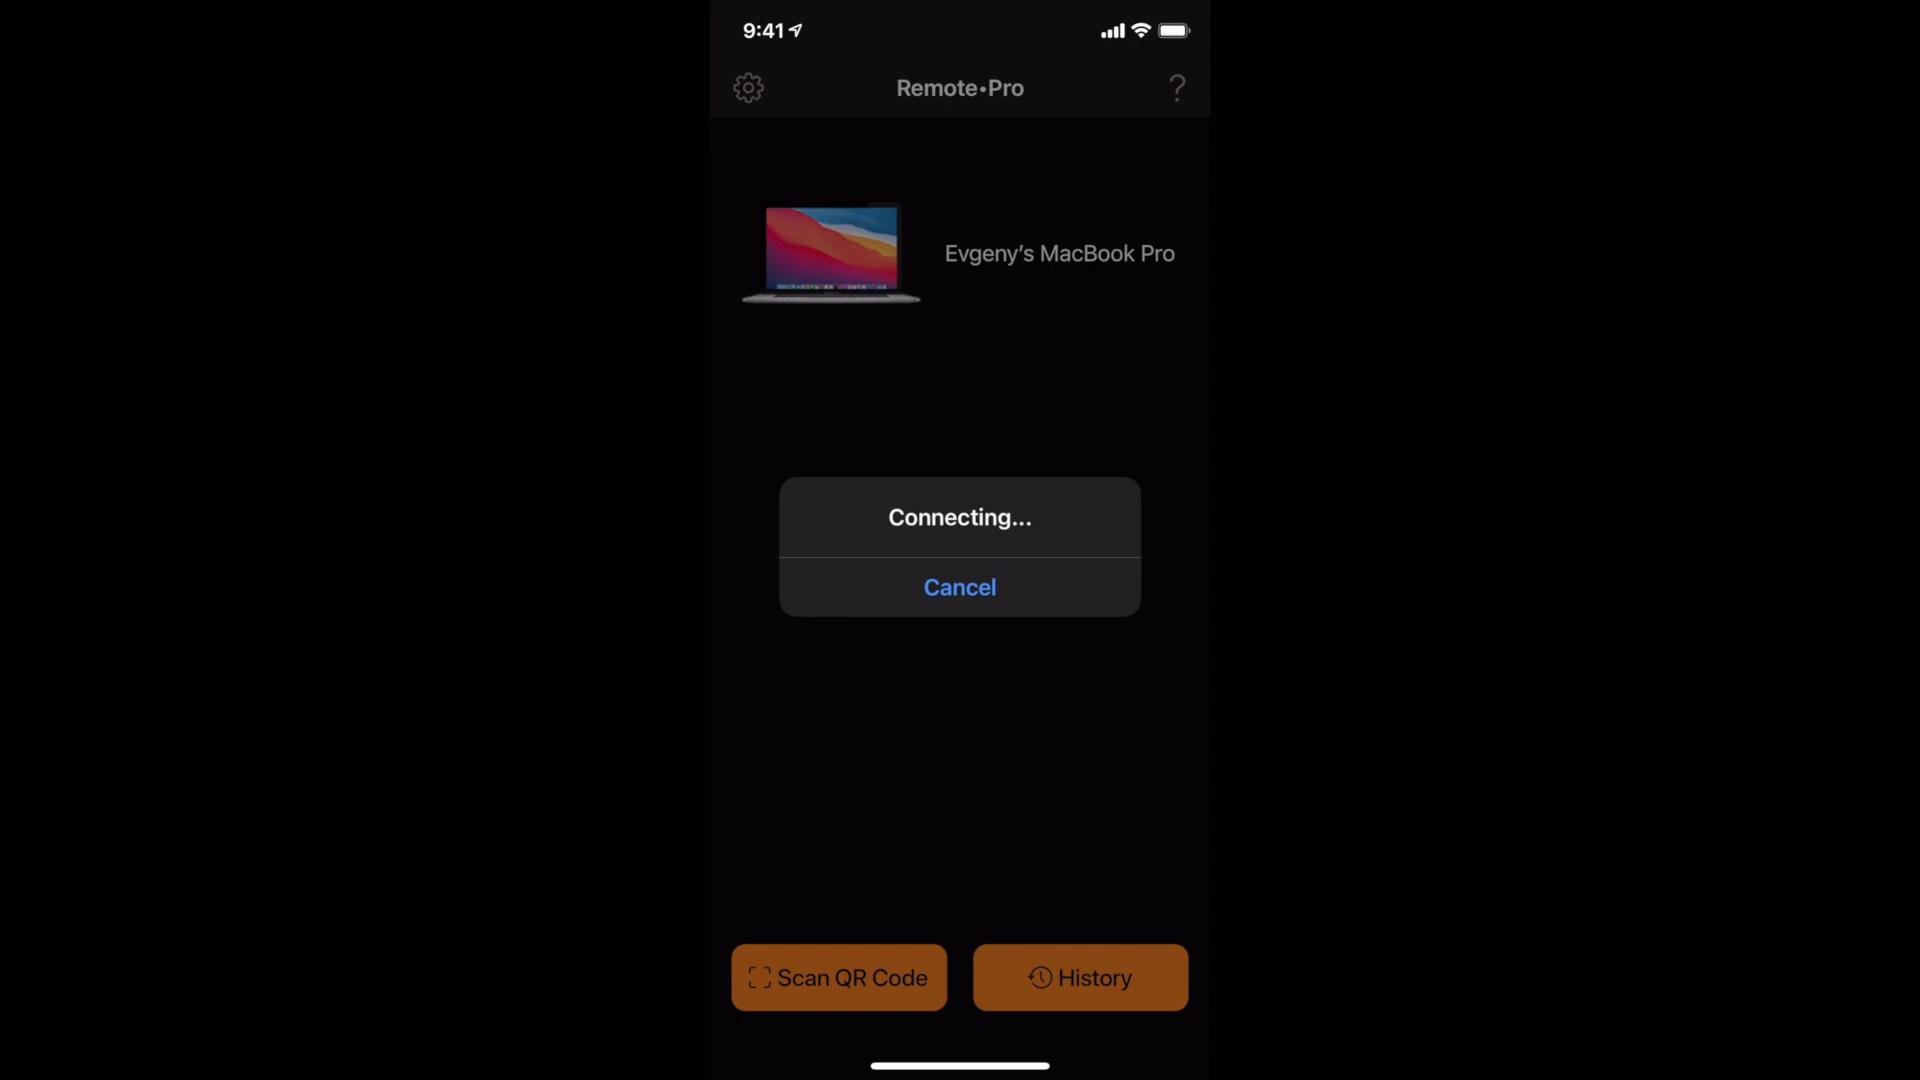 9:41
Remote•Pro
?
Evgeny’s MacBook Pro
Connecting...
Cancel
Scan QR Code
History